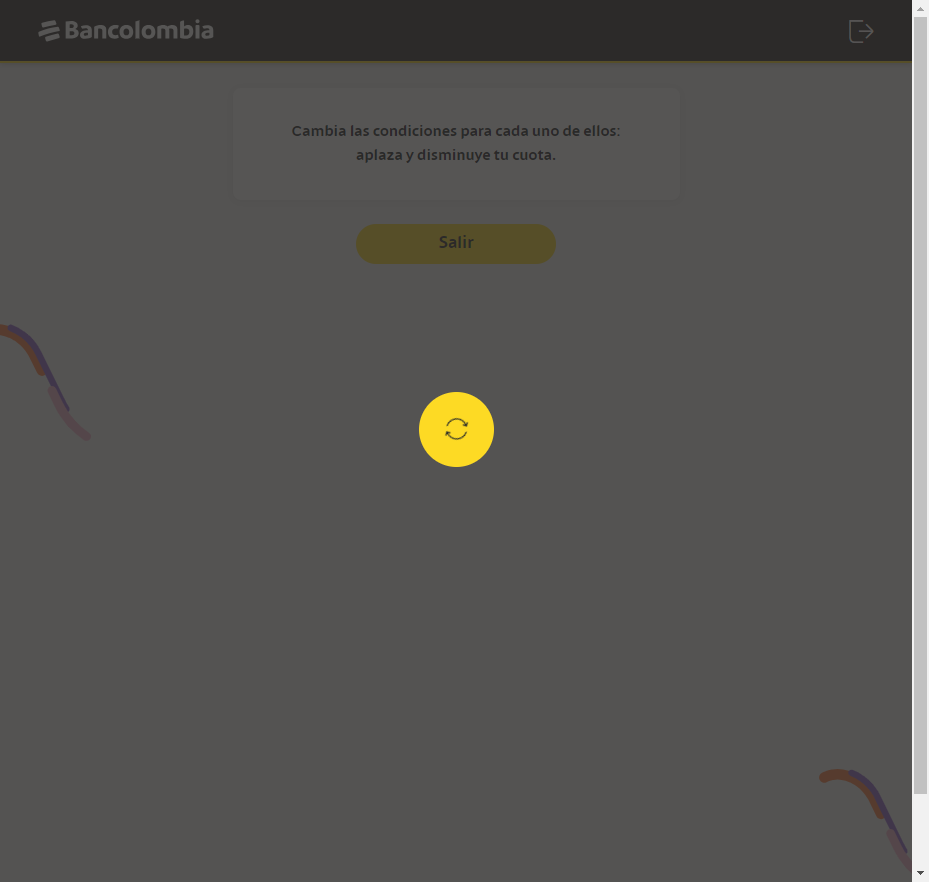 Bancolombia
Cambia las condiciones para cada uno de ellos:
aplaza y disminuye tu cuota.
Salir